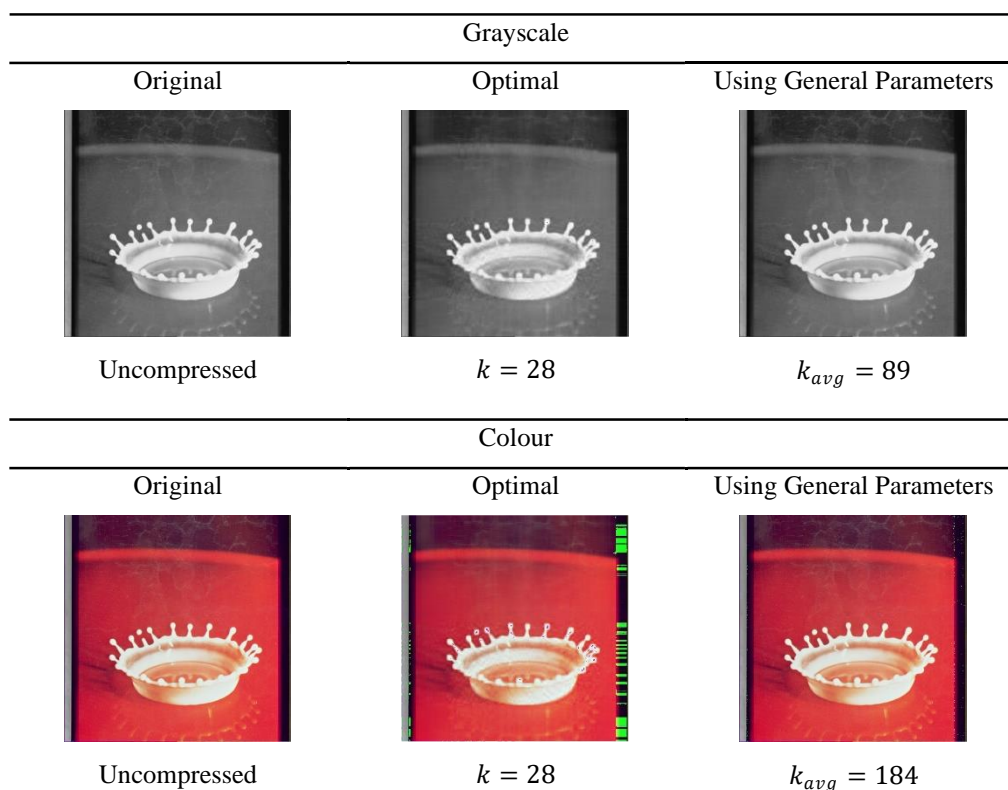 Grayscale
Original Optimal Using General Parameters
Uncompressed k = 28 k_avg = 89
Colour
Original Optimal Using General Parameters
Uncompressed k = 28 k_avg = 184